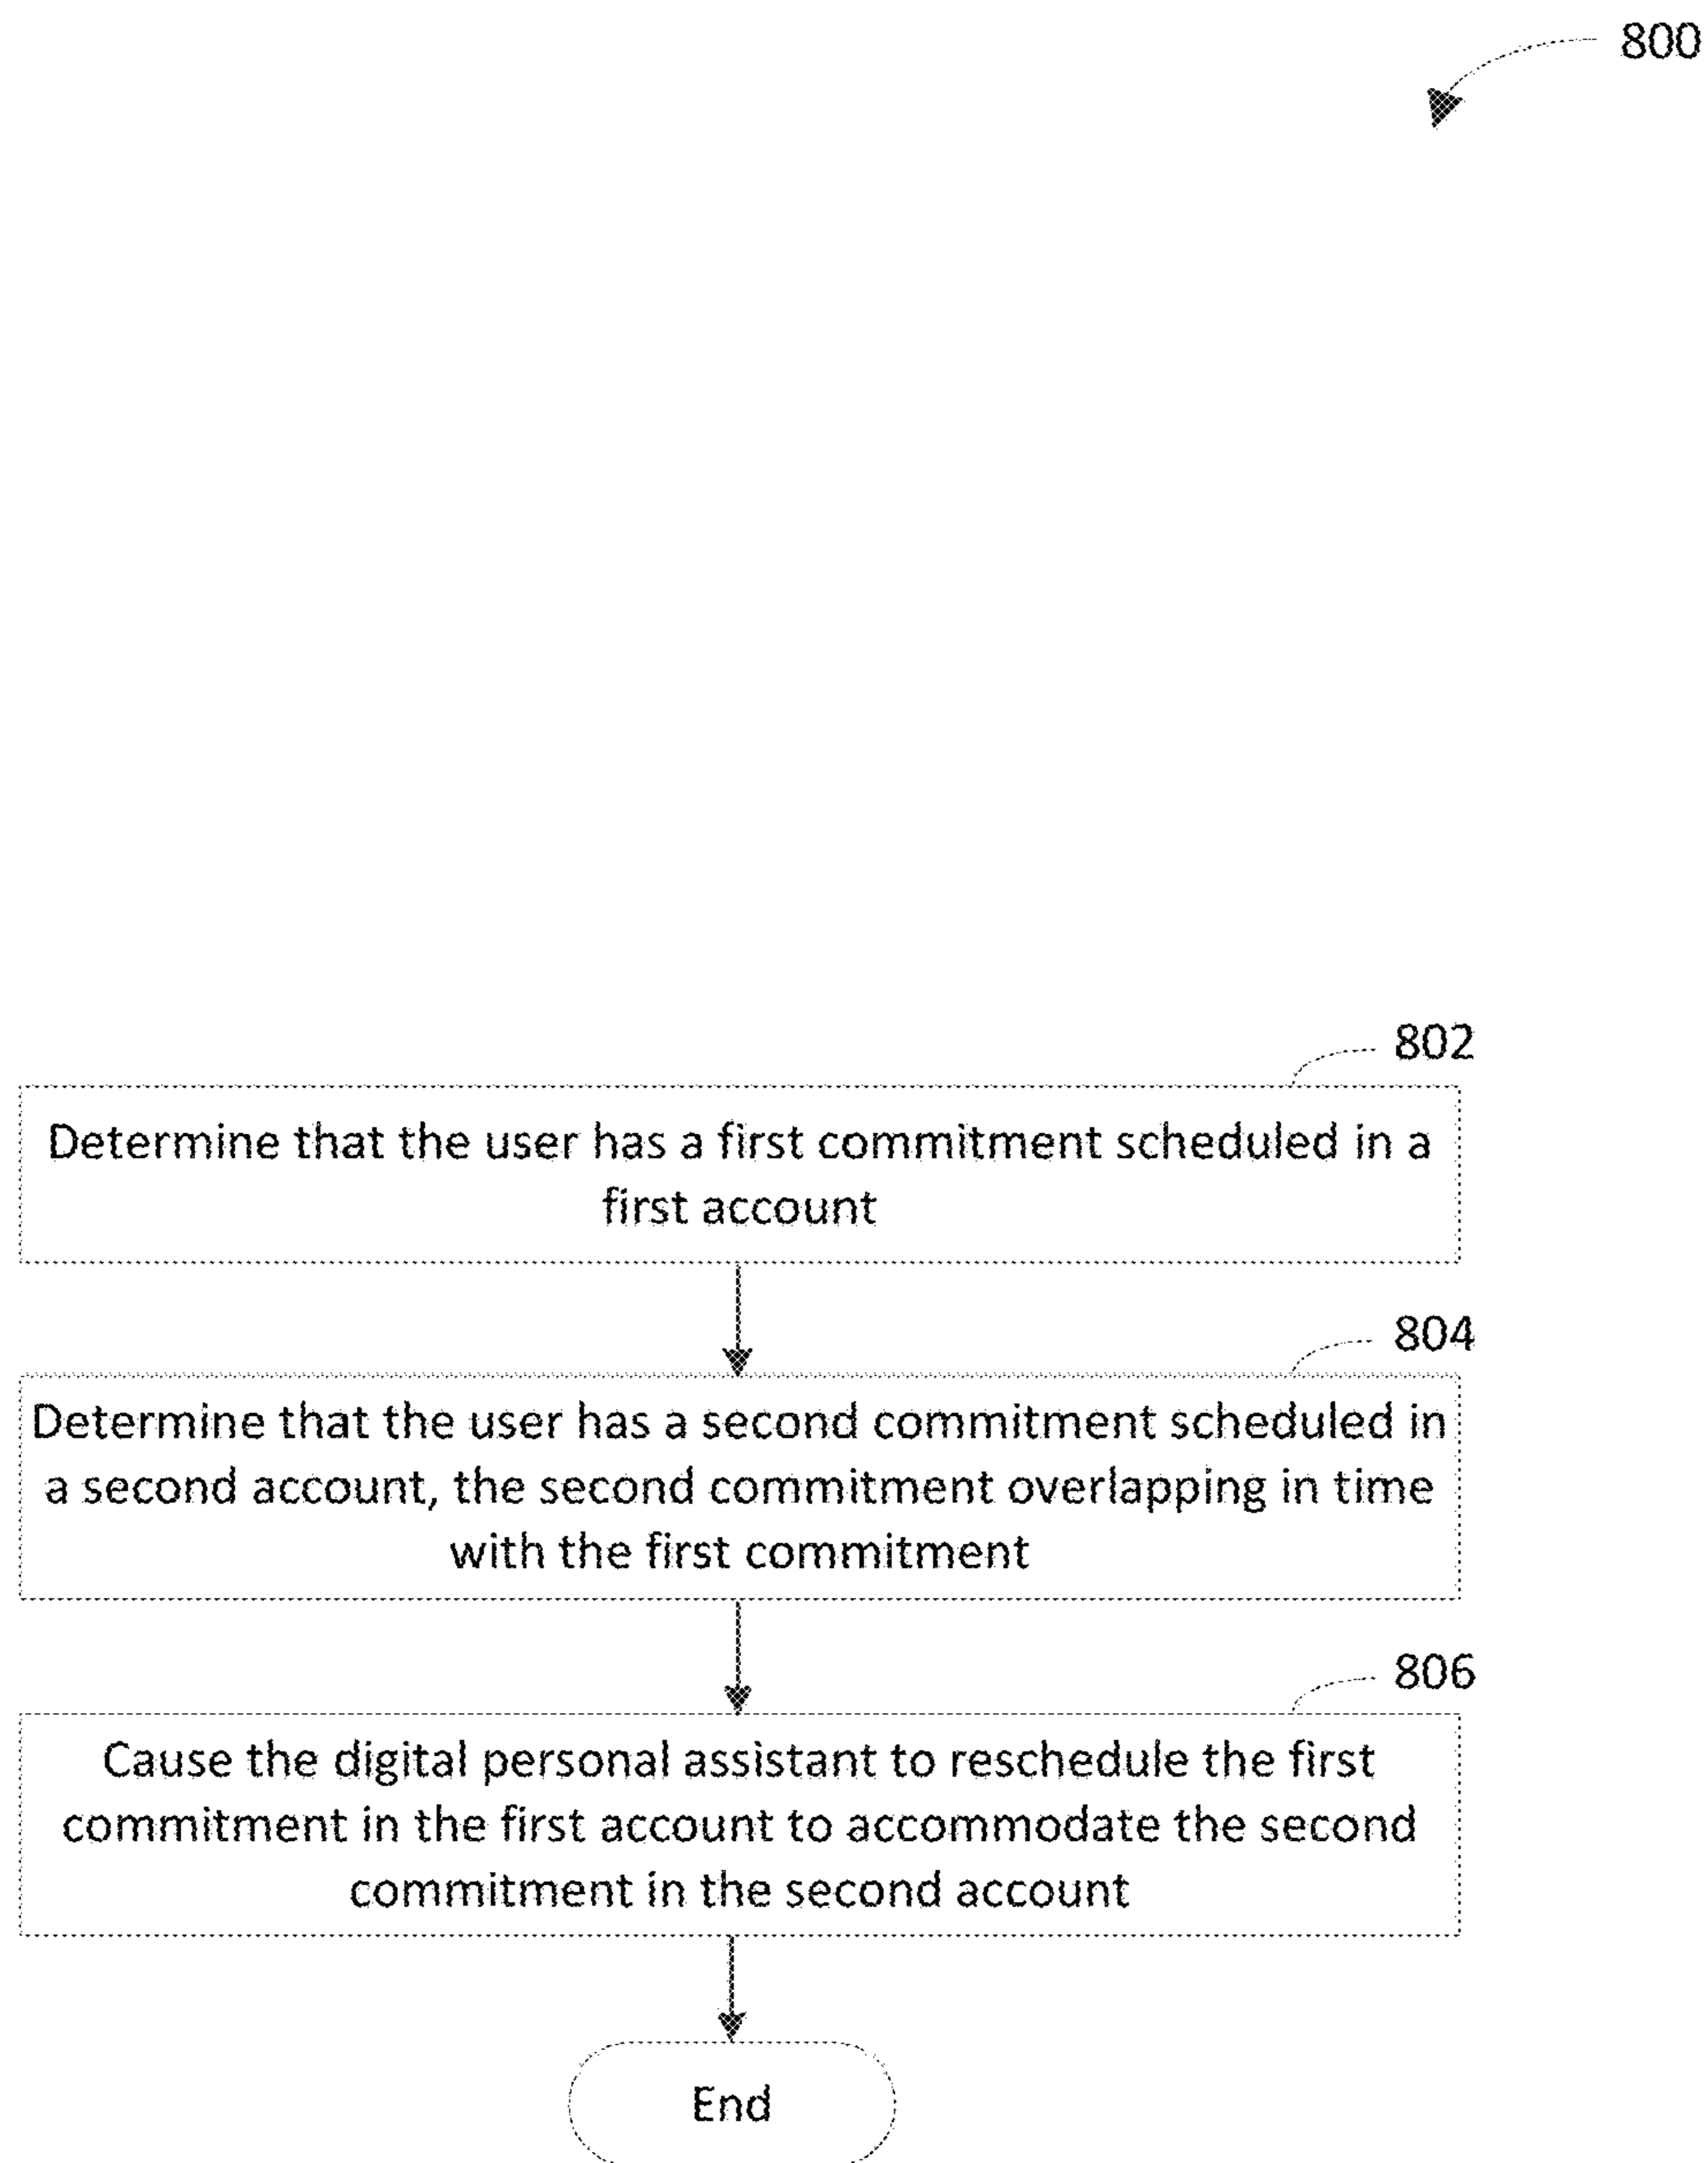 800
802
Determine that the user has a first commitment scheduled in a
first account
804
Determine that the user has a second commitment scheduled in
a second account, the second commitment overlapping in time
with the first commitment
806
Cause the digital personal assistant to reschedule the first
commitment in the first account to accommodate the second
commitment in the second account
End